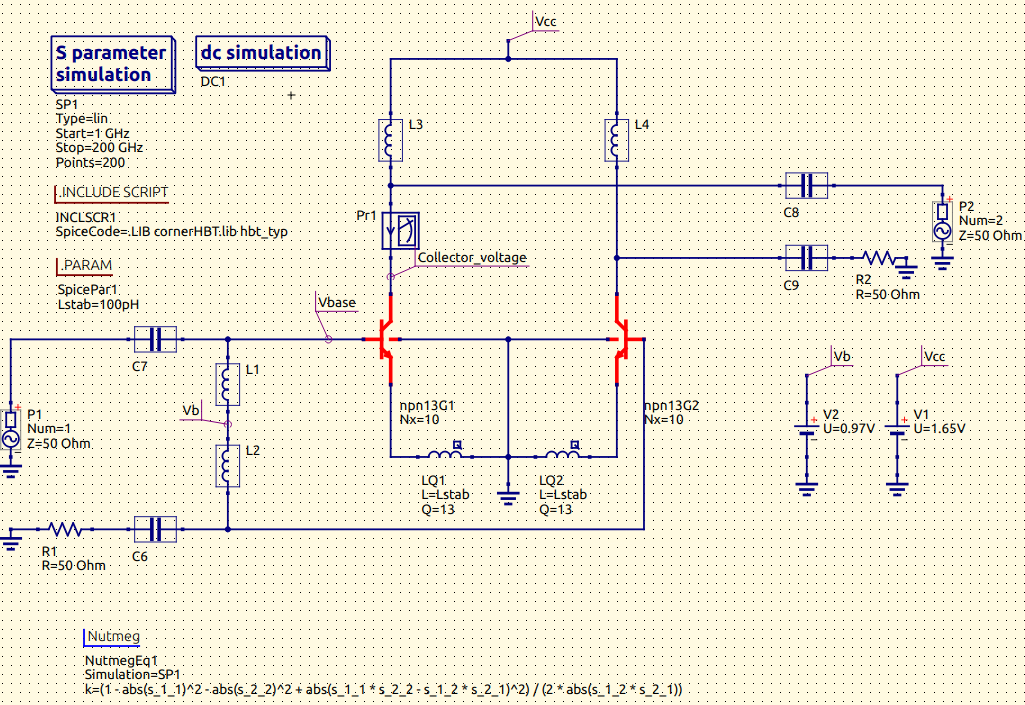 S parameter
simulation
SP1
Type=lin
Start=1 GHz
Stop=200 GHz
Points=200
dc simulation
DC1
.INCLUDE SCRIPT
INCLSCR1
SpiceCode=.LIB cornerHBT.lib hbt_typ
.PARAM
SpicePar1
Lstab=100pH
Vcc
L3
L4
Pr1
Collector_voltage
C8
P2
Num=2
Z=50 Ohm
C9
R2
R=50 Ohm
Vbase
C7
L1
Vb
L2
P1
Num=1
Z=50 Ohm
npn13G1
Nx=10
npn13G2
Nx=10
LQ1
L=Lstab
Q=13
LQ2
L=Lstab
Q=13
Vb
V2
U=0.97V
Vcc
V1
U=1.65V
R1
R=50 Ohm
C6
Nutmeg
NutmegEq1
Simulation=SP1
k=(1 - abs(s_1_1)^2 - abs(s_2_2)^2 + abs(s_1_1 * s_2_2 - s_1_2 * s_2_1)^2) / (2 * abs(s_1_2 * s_2_1))